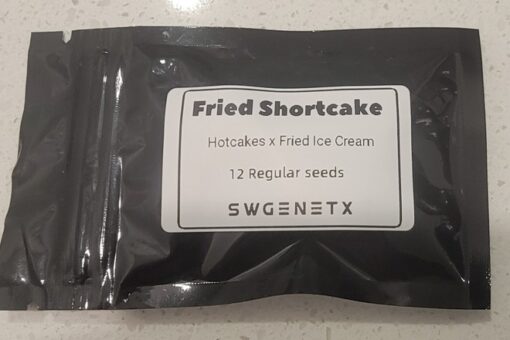 Fried Shortcake
Hotcakes x Fried Ice Cream
12 Regular seeds
SWGENETX